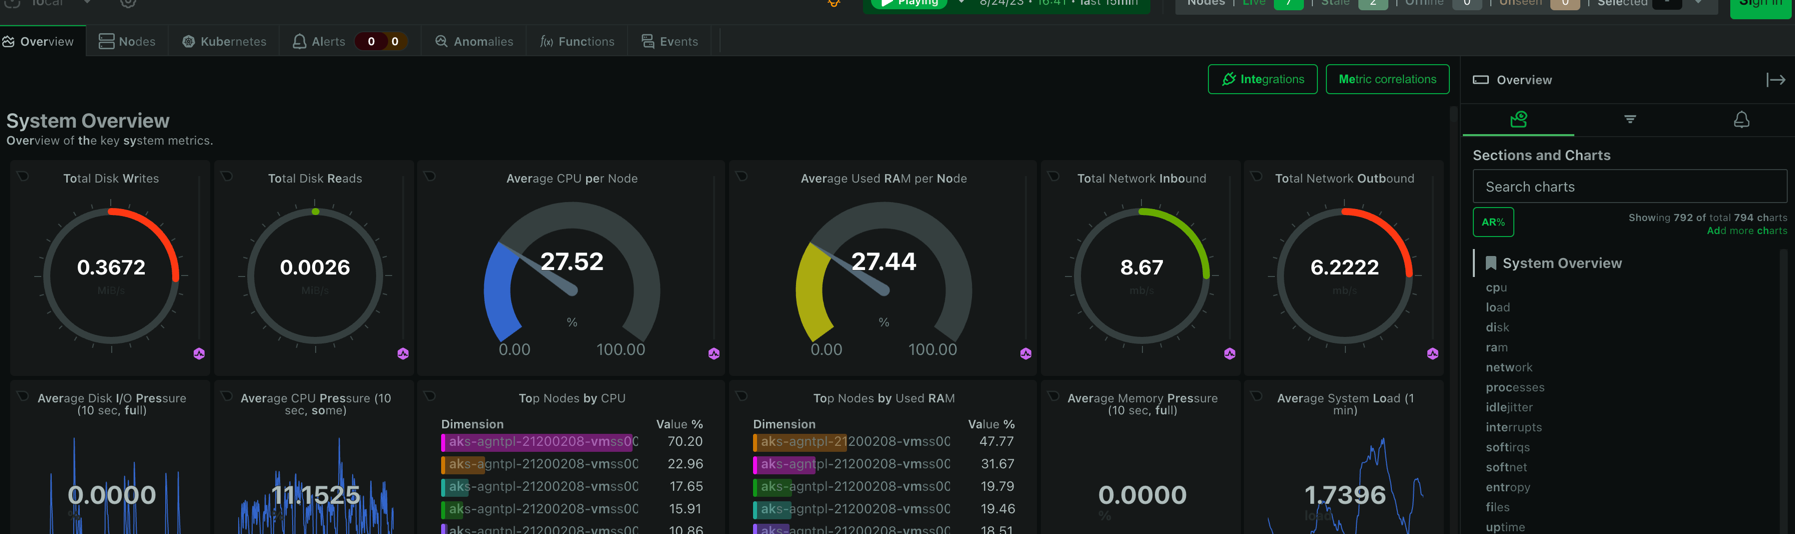 Playing 8/24/23 • 16:41 • last 15min
Nodes Live 7 Stale 2 Offline 0 Unseen 0 Selected -
Sign in
Overview Nodes Kubernetes Alerts 0 0 Anomalies f(x) Functions Events
Integrations Metric correlations
Overview
System Overview
Overview of the key system metrics.
Total Disk Writes
0.3672
MiB/s
Total Disk Reads
0.0026
MiB/s
Average CPU per Node
27.52
%
0.00 100.00
Average Used RAM per Node
27.44
%
0.00 100.00
Total Network Inbound
8.67
mb/s
Total Network Outbound
6.2222
mb/s
Average Disk I/O Pressure
(10 sec, full)
0.0000
Average CPU Pressure (10
sec, some)
11.1525
Top Nodes by CPU
Dimension Value %
aks-agntpl-21200208-vmss00 70.20
aks-agntpl-21200208-vmss00 22.96
aks-agntpl-21200208-vmss00 17.65
aks-agntpl-21200208-vmss00 15.91
aks-agntpl-21200208-vmss00 10.86
Top Nodes by Used RAM
Dimension Value %
aks-agntpl-21200208-vmss00 47.77
aks-agntpl-21200208-vmss00 31.67
aks-agntpl-21200208-vmss00 19.79
aks-agntpl-21200208-vmss00 19.46
aks-agntpl-21200208-vmss00 18.51
Average Memory Pressure
(10 sec, full)
0.0000
%
Average System Load (1
min)
1.7396
load
Sections and Charts
Search charts
AR%
Showing 792 of total 794 charts
Add more charts
System Overview
cpu
load
disk
ram
network
processes
idlejitter
interrupts
softirqs
softnet
entropy
files
uptime